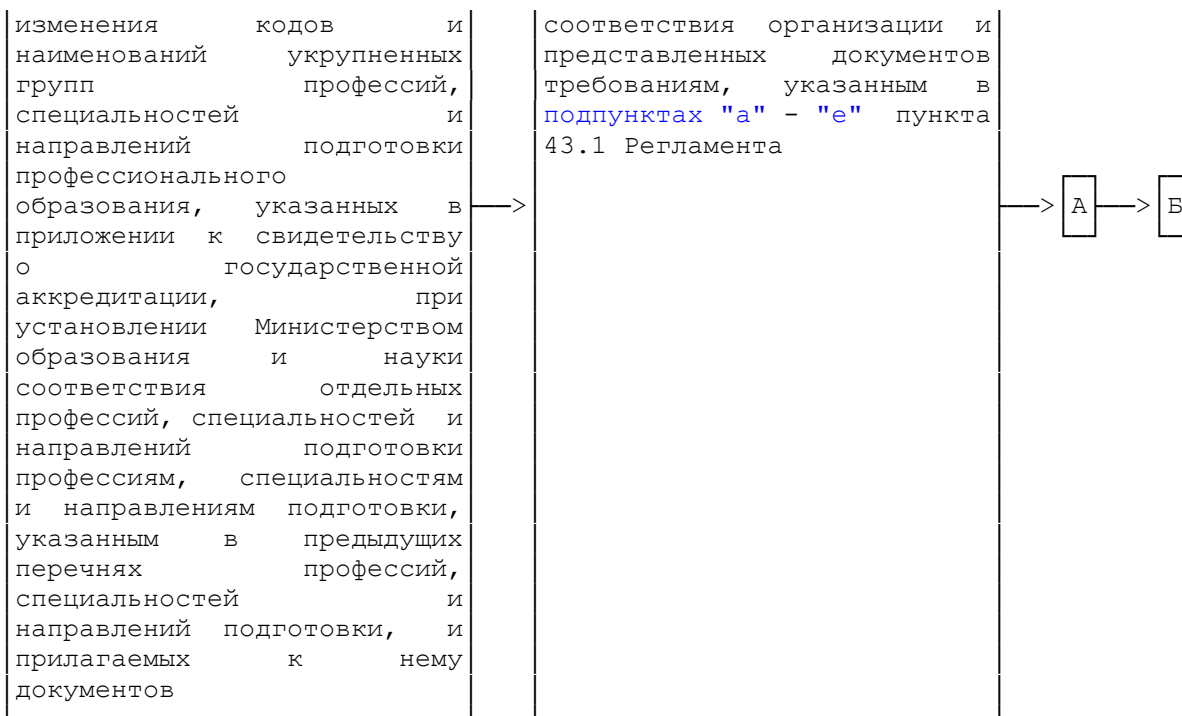 изменения кодов и
наименований укрупненных
групп профессий,
специальностей и
направлений подготовки
профессионального
образования, указанных в
приложении к свидетельству
о государственной
аккредитации, при
установлении Министерством
образования и науки
соответствия отдельных
профессий, специальностей и
направлений подготовки
профессиям, специальностям
и направлениям подготовки,
указанным в предыдущих
перечнях профессий,
специальностей и
направлений подготовки, и
прилагаемых к нему
документов
соответствия организации и
представленных документов
требованиям, указанным в
подпунктах "а" - "е" пункта
43.1 Регламента
А
Б